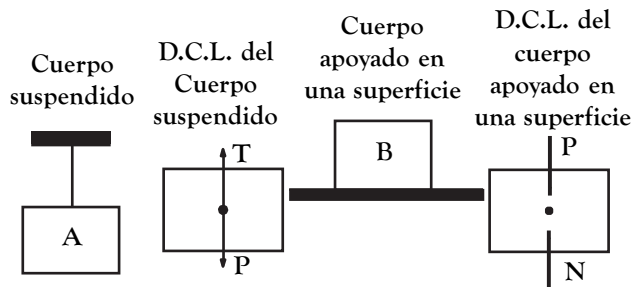 Cuerpo
suspendido
A
D.C.L. del
Cuerpo
suspendido
T
P
Cuerpo
apoyado en
una superficie
B
D.C.L. del
cuerpo
apoyado en
una superficie
P
N